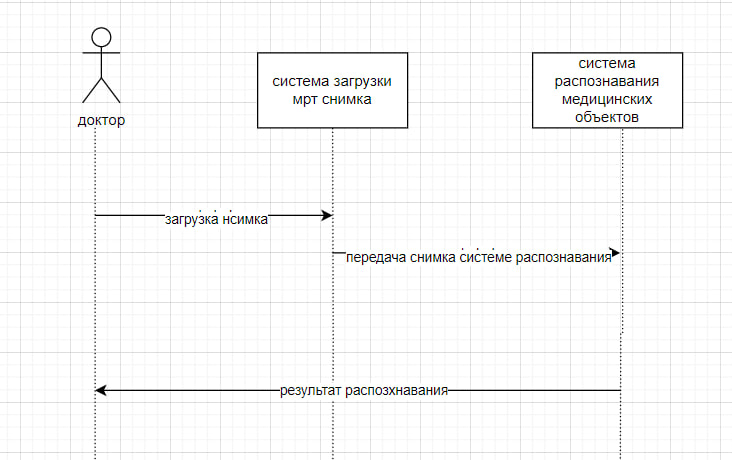 доктор
система загрузки
мрт снимка
система
распознавания
медицинских
объектов
загрузка нсимка
передача снимка системе распознавания
результат распозхнавания